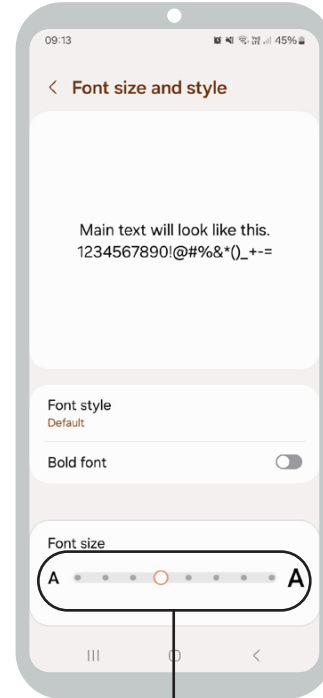 09:13
45%
Font size and style
Main text will look like this.
1234567890!@#%&*()_+-=
Font style
Default
Bold font
Font size
A A